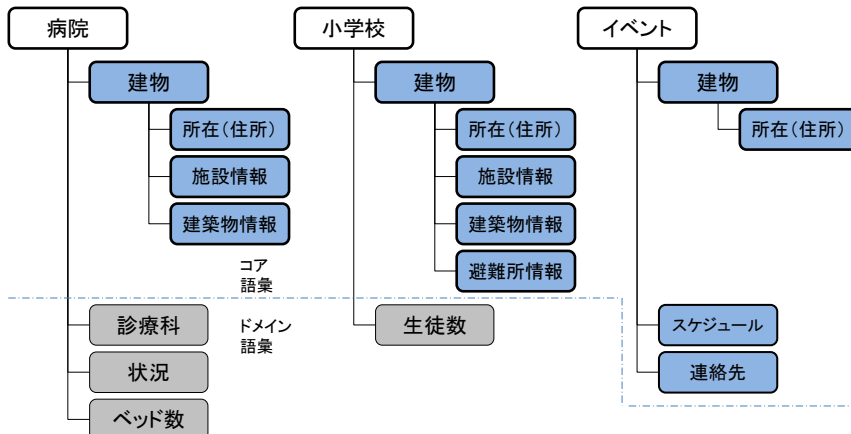 病院
建物
所在(住所)
施設情報
建築物情報
コア
語彙
診療科
ドメイン
語彙
状況
ベッド数
小学校
建物
所在(住所)
施設情報
建築物情報
避難所情報
生徒数
イベント
建物
所在(住所)
スケジュール
連絡先